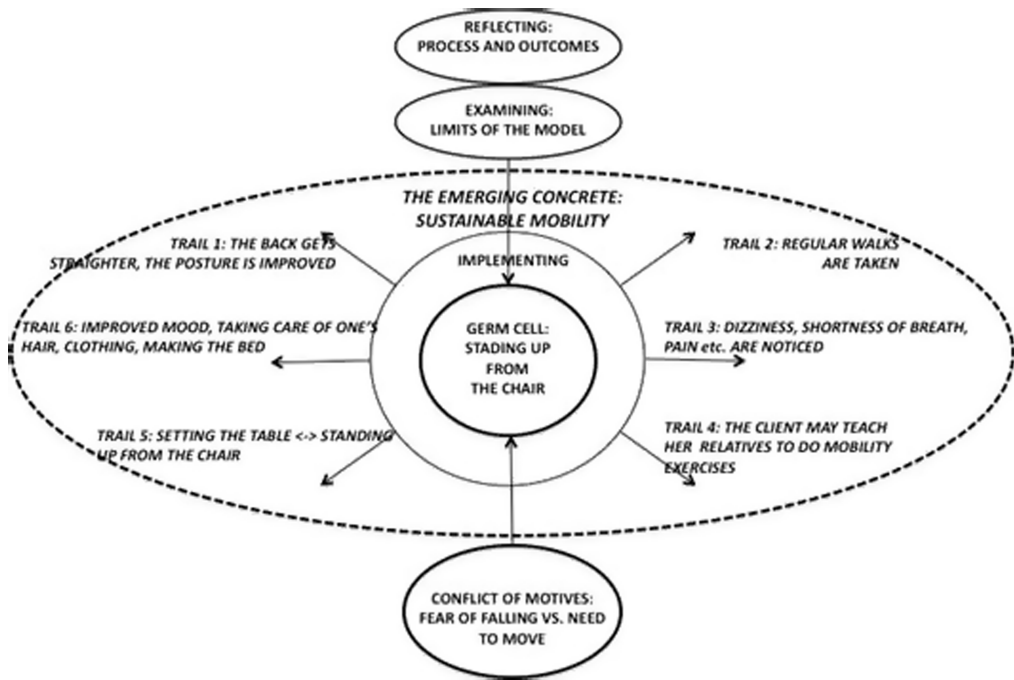 REFLECTING:
PROCESS AND OUTCOMES
EXAMINING:
LIMITS OF THE MODEL
THE EMERGING CONCRETE:
SUSTAINABLE MOBILITY
TRAIL 1: THE BACK GETS
STRAIGHTER, THE POSTURE IS IMPROVED
TRAIL 2: REGULAR WALKS
ARE TAKEN
IMPLEMENTING
TRAIL 6: IMPROVED MOOD, TAKING CARE OF ONE'S
HAIR, CLOTHING, MAKING THE BED
GERM CELL:
STADING UP
FROM
THE CHAIR
TRAIL 3: DIZZINESS, SHORTNESS OF BREATH,
PAIN etc. ARE NOTICED
TRAIL 5: SETTING THE TABLE <-> STANDING
UP FROM THE CHAIR
TRAIL 4: THE CLIENT MAY TEACH
HER RELATIVES TO DO MOBILITY
EXERCISES
CONFLICT OF MOTIVES:
FEAR OF FALLING VS. NEED
TO MOVE